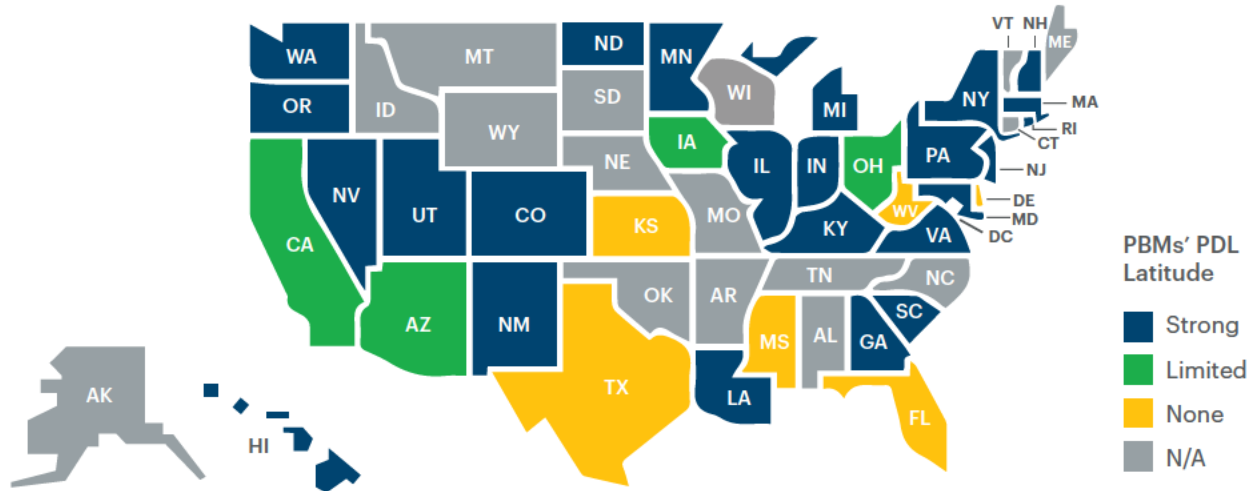 VT NH
ME
WA
MT
ND
MN
OR
ID
SD
WI
MI
NY
MA
WY
RI
CT
IA
NE
IL
IN
OH
PA
NJ
NV
UT
CO
CA
KS
MO
KY
WV
VA
DE
MD
DC
AZ
NM
OK
AR
TN
NC
SC
TX
MS
AL
GA
LA
FL
AK
HI
PBMs’ PDL
Latitude
Strong
Limited
None
N/A